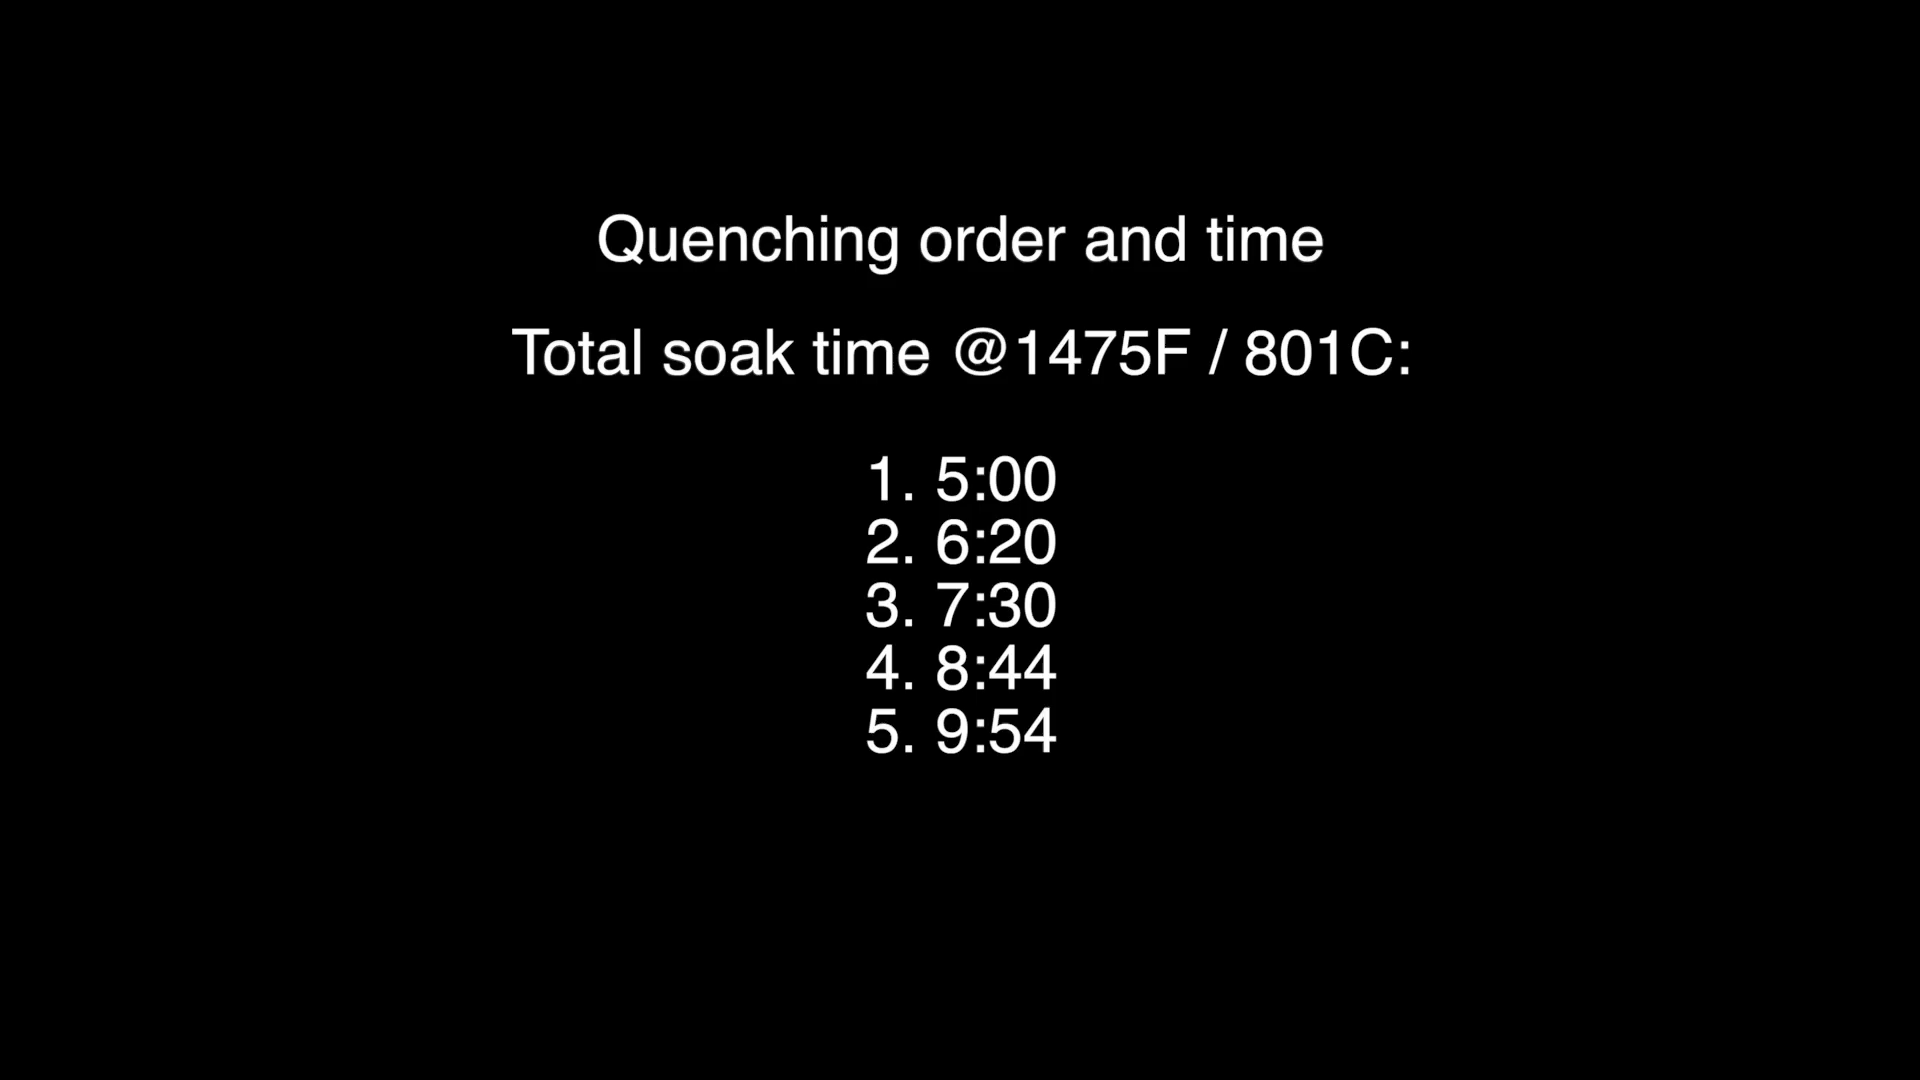 Quenching order and time
Total soak time @1475F / 801C:
1. 5:00
2. 6:20
3. 7:30
4. 8:44
5. 9:54